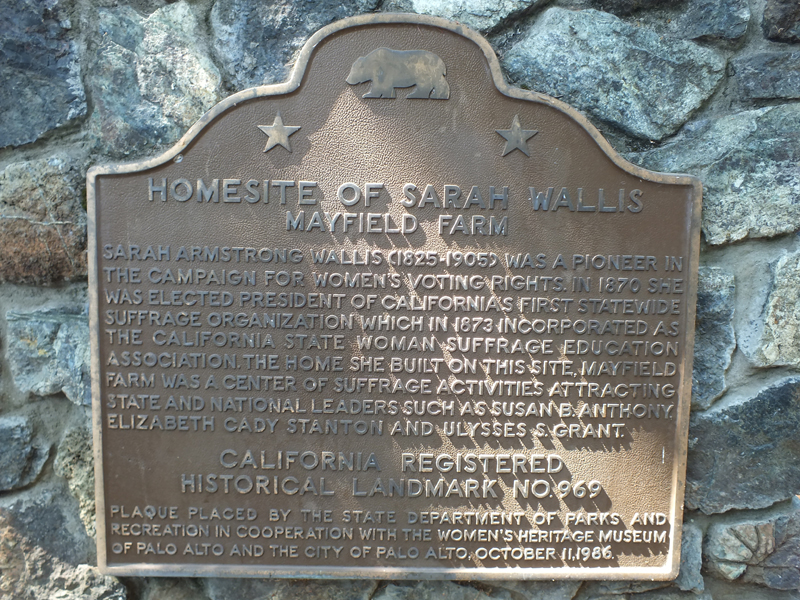 HOMESITE OF SARAH WALLIS
MAYFIELD FARM
SARAH ARMSTRONG WALLIS (1825-1905) WAS A PIONEER IN
THE CAMPAIGN FOR WOMEN'S VOTING RIGHTS. IN 1870 SHE
WAS ELECTED PRESIDENT OF CALIFORNIA'S FIRST STATEWIDE
SUFFRAGE ORGANIZATION WHICH IN 1873 INCORPORATED AS
THE CALIFORNIA STATE WOMAN SUFFRAGE EDUCATION
ASSOCIATION. THE HOME SHE BUILT ON THIS SITE, MAYFIELD
FARM WAS A CENTER OF SUFFRAGE ACTIVITIES ATTRACTING
STATE AND NATIONAL LEADERS SUCH AS SUSAN B. ANTHONY,
ELIZABETH CADY STANTON AND ULYSSES S. GRANT.
CALIFORNIA REGISTERED
HISTORICAL LANDMARK NO. 969
PLAQUE PLACED BY THE STATE DEPARTMENT OF PARKS AND
RECREATION IN COOPERATION WITH THE WOMEN'S HERITAGE MUSEUM
OF PALO ALTO AND THE CITY OF PALO ALTO, OCTOBER 11, 1986.